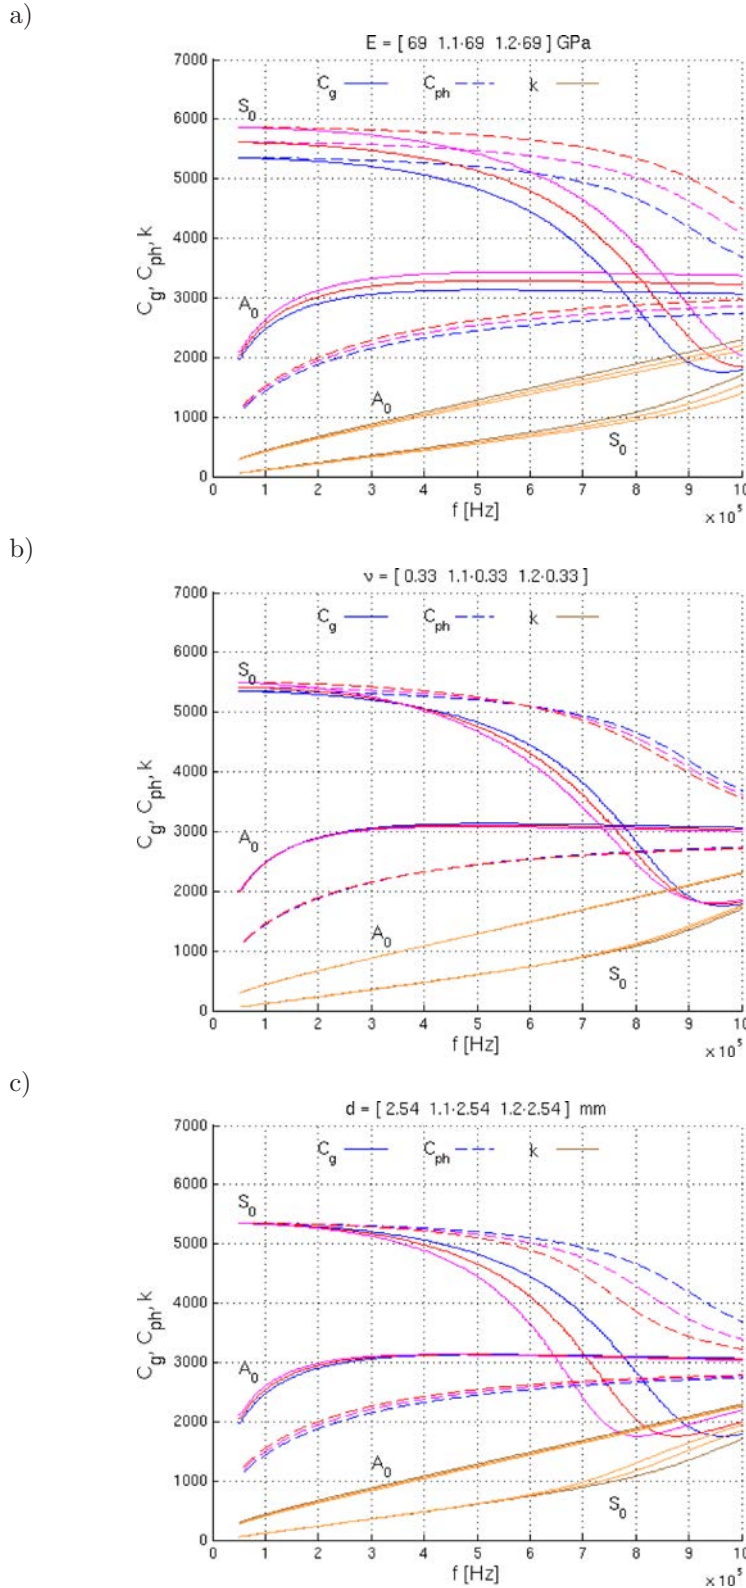 a)
E = [ 69 1.1·69 1.2·69 ] GPa
C_g C_ph k
7000
6000
5000
4000
3000
2000
1000
0
C_g, C_ph, k
S_0
A_0
A_0
S_0
0 1 2 3 4 5 6 7 8 9 10
f [Hz]
×10^5
b)
ν = [ 0.33 1.1·0.33 1.2·0.33 ]
C_g C_ph k
7000
6000
5000
4000
3000
2000
1000
0
C_g, C_ph, k
S_0
A_0
A_0
S_0
0 1 2 3 4 5 6 7 8 9 10
f [Hz]
×10^5
c)
d = [ 2.54 1.1·2.54 1.2·2.54 ] mm
C_g C_ph k
7000
6000
5000
4000
3000
2000
1000
0
C_g, C_ph, k
S_0
A_0
A_0
S_0
0 1 2 3 4 5 6 7 8 9 10
f [Hz]
×10^5